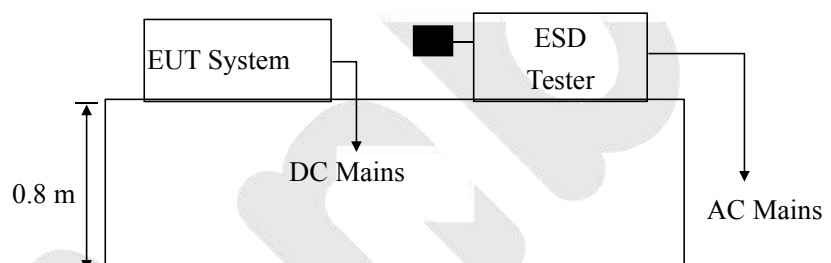 EUT System
ESD
Tester
DC Mains
0.8 m
AC Mains